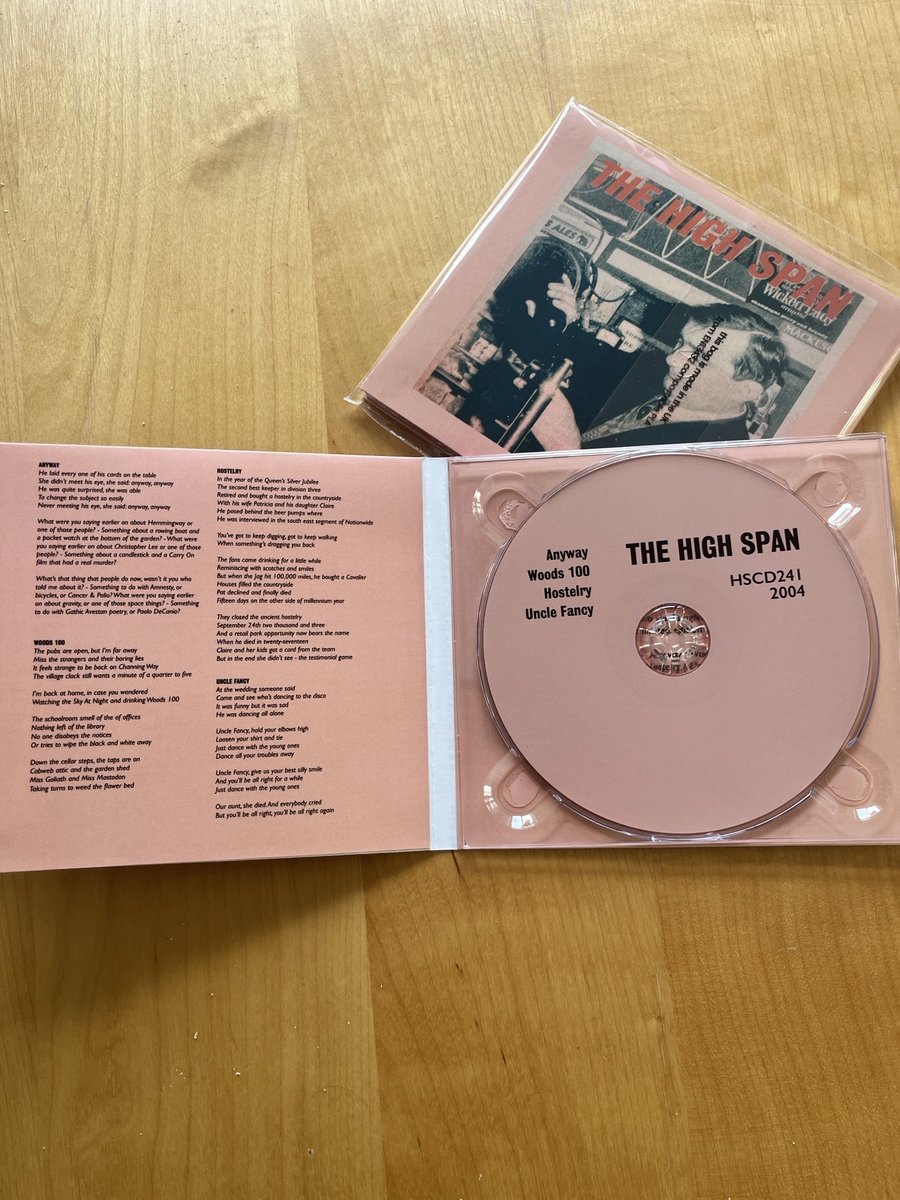 THE HIGH SPAN
S ALES
Wicked Lady
this bag is made in the UK
from EN13432 compostable PLA
ANYWAY
He laid every one of his cards on the table
She didn't meet his eye, she said: anyway, anyway
He was quite surprised, she was able
To change the subject so easily
Never meeting his eye, she said: anyway, anyway
What were you saying earlier on about Hemmingway or
one of those people? - Something about a rowing boat and
a pocket watch at the bottom of the garden? - What were
you saying earlier on about Christopher Lee or one of those
people? - Something about a candlestick and a Carry On
film that had a real murder?
What's that thing that people do now, wasn't it you who
told me about it? - Something to do with Amnesty, or
bicycles, or Cancer & Polio? What were you saying earlier
on about gravity, or one of those space things? - Something
to do with Gathic Avestan poetry, or Paolo DeCanio?
WOODS 100
The pubs are open, but I'm far away
Miss the strangers and their boring lies
It feels strange to be back on Channing Way
The village clock still wants a minute of a quarter to five
I'm back at home, in case you wondered
Watching the Sky At Night and drinking Woods 100
The schoolroom smell of the of offices
Nothing left of the library
No one disobeys the notices
Or tries to wipe the black and white away
Down the cellar steps, the taps are on
Cobweb attic and the garden shed
Miss Goliath and Miss Mastodon
Taking turns to weed the flower bed
HOSTELRY
In the year of the Queen's Silver Jubilee
The second best keeper in division three
Retired and bought a hostelry in the countryside
With his wife Patricia and his daughter Claire
He posed behind the beer pumps where
He was interviewed in the south east segment of Nationwide
You've got to keep digging, got to keep walking
When something's dragging you back
The fans came drinking for a little while
Reminiscing with scotches and smiles
But when the Jag hit 100,000 miles, he bought a Cavalier
Houses filled the countryside
Pat declined and finally died
Fifteen days on the other side of millennium year
They closed the ancient hostelry
September 24th two thousand and three
And a retail park opportunity now bears the name
When he died in twenty-seventeen
Claire and her kids got a card from the team
But in the end she didn't see - the testimonial game
UNCLE FANCY
At the wedding someone said
Come and see who's dancing to the disco
It was funny but it was sad
He was dancing all alone
Uncle Fancy, hold your elbows high
Loosen your shirt and tie
Just dance with the young ones
Dance all your troubles away
Uncle Fancy, give us your best silly smile
And you'll be all right for a while
Just dance with the young ones
Our aunt, she died. And everybody cried
But you'll be all right, you'll be all right again
Anyway
Woods 100
Hostelry
Uncle Fancy
THE HIGH SPAN
HSCD241
2004